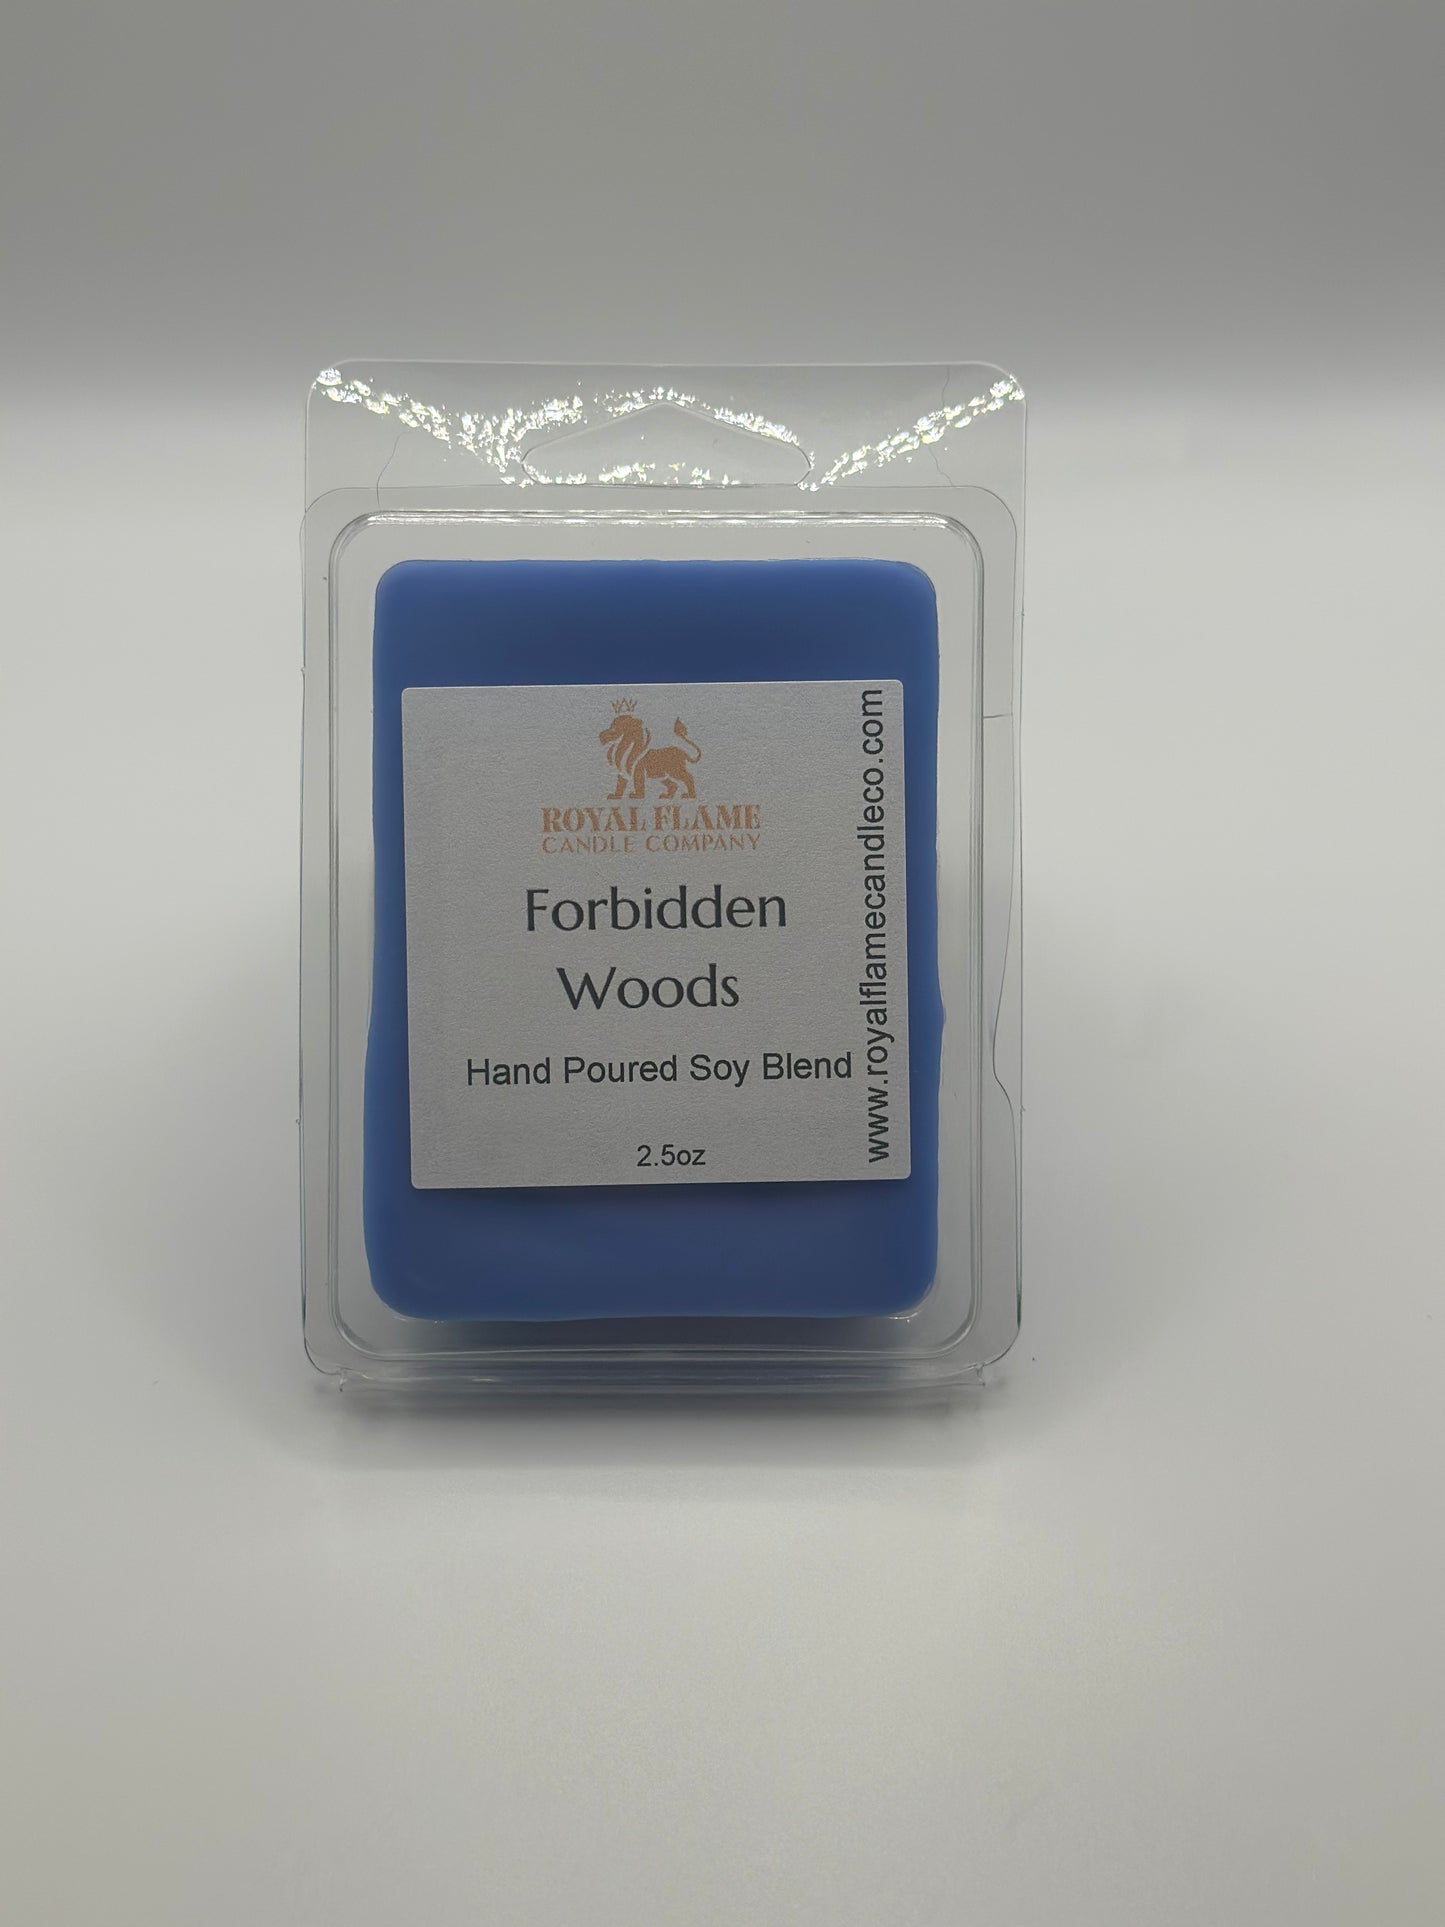 ROYAL FLAME
CANDLE COMPANY
Forbidden
Woods
Hand Poured Soy Blend
2.5oz
www.royalflamecandleco.com